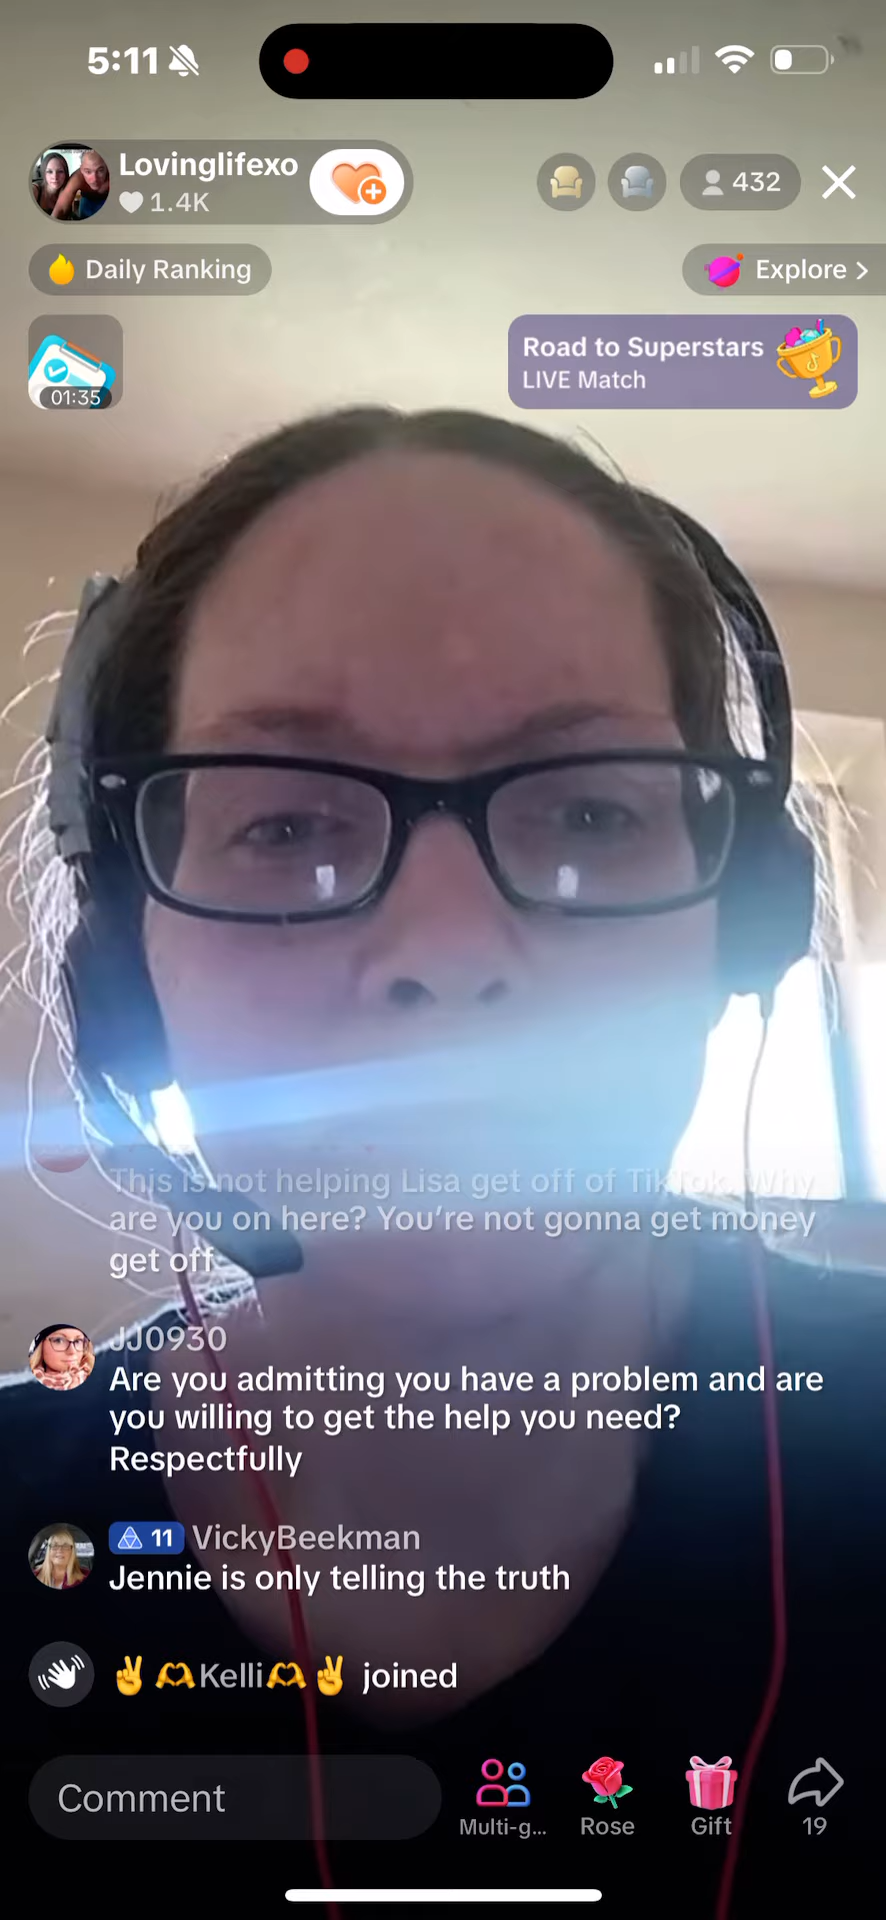 5:11
Lovinglifexo
1.4K
432
Daily Ranking
Explore >
01:35
Road to Superstars
LIVE Match
This is not helping Lisa get off of TikTok. Why
are you on here? You're not gonna get money
get off
JJ0930
Are you admitting you have a problem and are
you willing to get the help you need?
Respectfully
11 VickyBeekman
Jennie is only telling the truth
✌️🫶Kelli🫶✌️ joined
Comment
Multi-g...
Rose
Gift
19